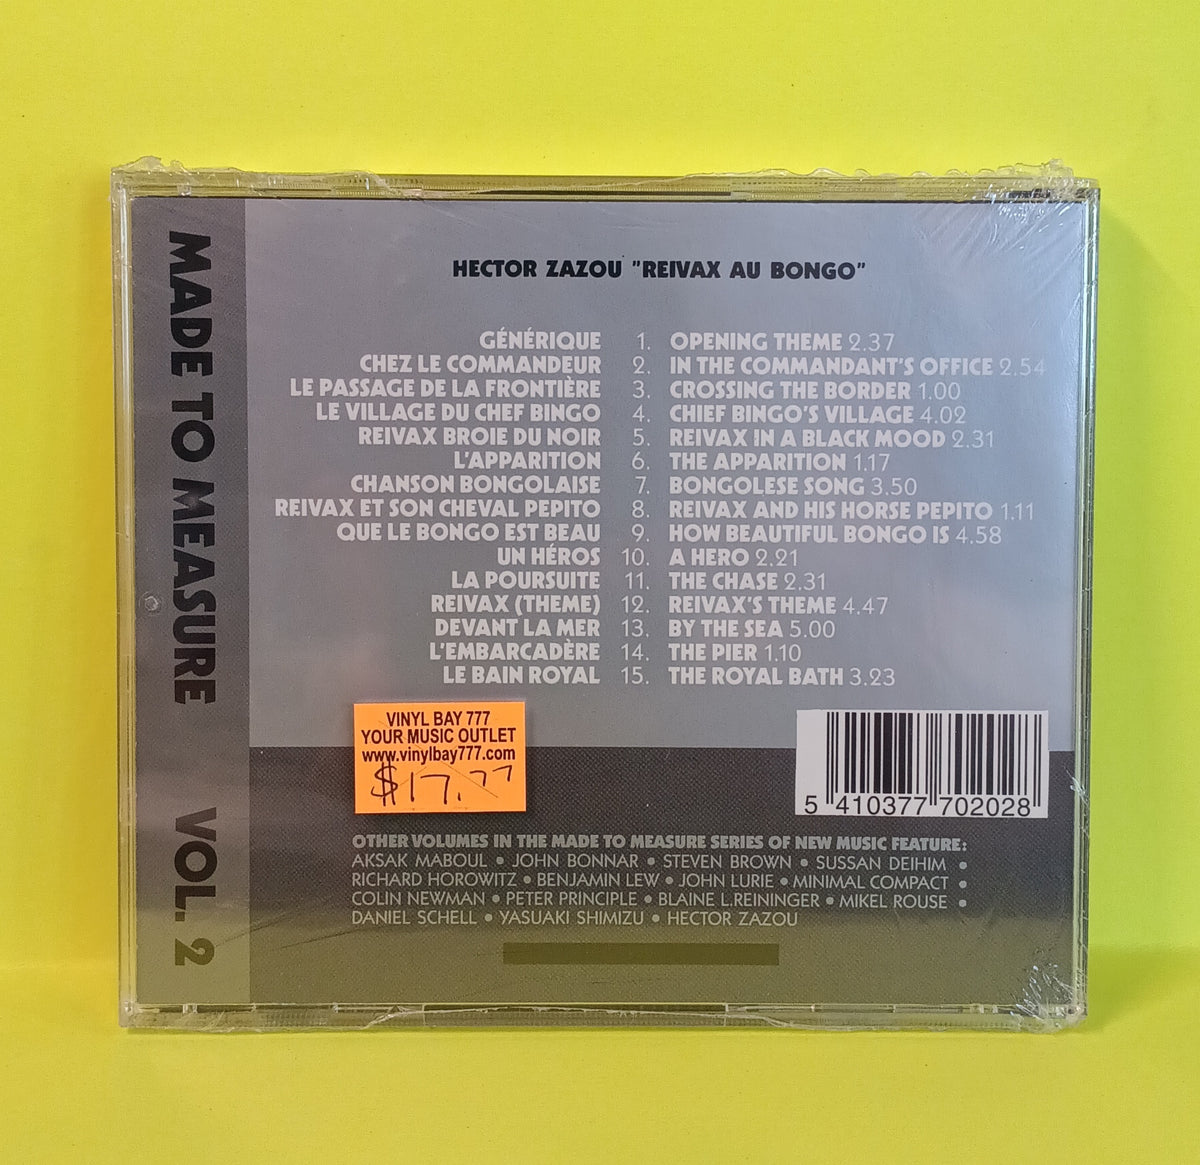 MADE TO MEASURE VOL. 2
HECTOR ZAZOU "REIVAX AU BONGO"
GÉNÉRIQUE 1. OPENING THEME 2.37
CHEZ LE COMMANDEUR 2. IN THE COMMANDANT'S OFFICE 2.54
LE PASSAGE DE LA FRONTIÈRE 3. CROSSING THE BORDER 1.00
LE VILLAGE DU CHEF BINGO 4. CHIEF BINGO'S VILLAGE 4.02
REIVAX BROIE DU NOIR 5. REIVAX IN A BLACK MOOD 2.31
L'APPARITION 6. THE APPARITION 1.17
CHANSON BONGOLAISE 7. BONGOLESE SONG 3.50
REIVAX ET SON CHEVAL PEPITO 8. REIVAX AND HIS HORSE PEPITO 1.11
QUE LE BONGO EST BEAU 9. HOW BEAUTIFUL BONGO IS 4.58
UN HÉROS 10. A HERO 2.21
LA POURSUITE 11. THE CHASE 2.31
REIVAX (THEME) 12. REIVAX'S THEME 4.47
DEVANT LA MER 13. BY THE SEA 5.00
L'EMBARCADÈRE 14. THE PIER 1.10
LE BAIN ROYAL 15. THE ROYAL BATH 3.23
VINYL BAY 777
YOUR MUSIC OUTLET
www.vinylbay777.com
$17.77
5 410377 702028
OTHER VOLUMES IN THE MADE TO MEASURE SERIES OF NEW MUSIC FEATURE:
AKSAK MABOUL • JOHN BONNAR • STEVEN BROWN • SUSSAN DEIHIM •
RICHARD HOROWITZ • BENJAMIN LEW • JOHN LURIE • MINIMAL COMPACT •
COLIN NEWMAN • PETER PRINCIPLE • BLAINE L.REININGER • MIKEL ROUSE •
DANIEL SCHELL • YASUAKI SHIMIZU • HECTOR ZAZOU